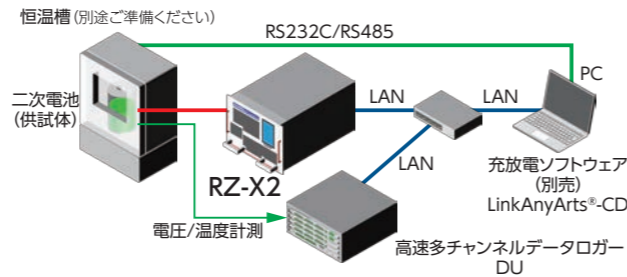 恒温槽(別途ご準備ください)
RS232C/RS485
PC
二次電池
(供試体)
LAN
LAN
LAN
RZ-X2
充放電ソフトウェア
(別売)
LinkAnyArts®-CD
電圧/温度計測
高速多チャンネルデータロガー
DU